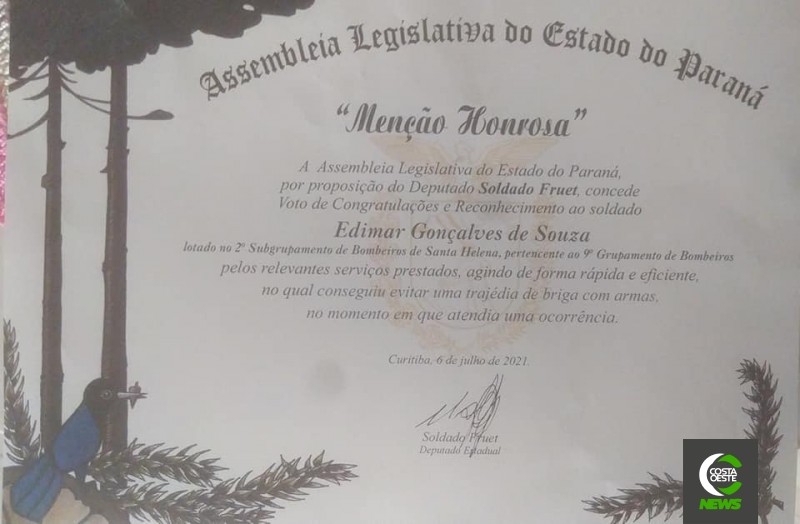 Assembleia Legislativa do Estado do Paraná
“Menção Honrosa”
A Assembleia Legislativa do Estado do Paraná,
por proposição do Deputado Soldado Fruet, concede
Voto de Congratulações e Reconhecimento ao soldado
Edimar Gonçalves de Souza
lotado no 2º Subgrupamento de Bombeiros de Santa Helena, pertencente ao 9º Grupamento de Bombeiros
pelos relevantes serviços prestados, agindo de forma rápida e eficiente,
no qual conseguiu evitar uma trajédia de briga com armas,
no momento em que atendia uma ocorrência.
Curitiba, 6 de julho de 2021.
Soldado Fruet
Deputado Estadual
COSTA
OESTE
NEWS